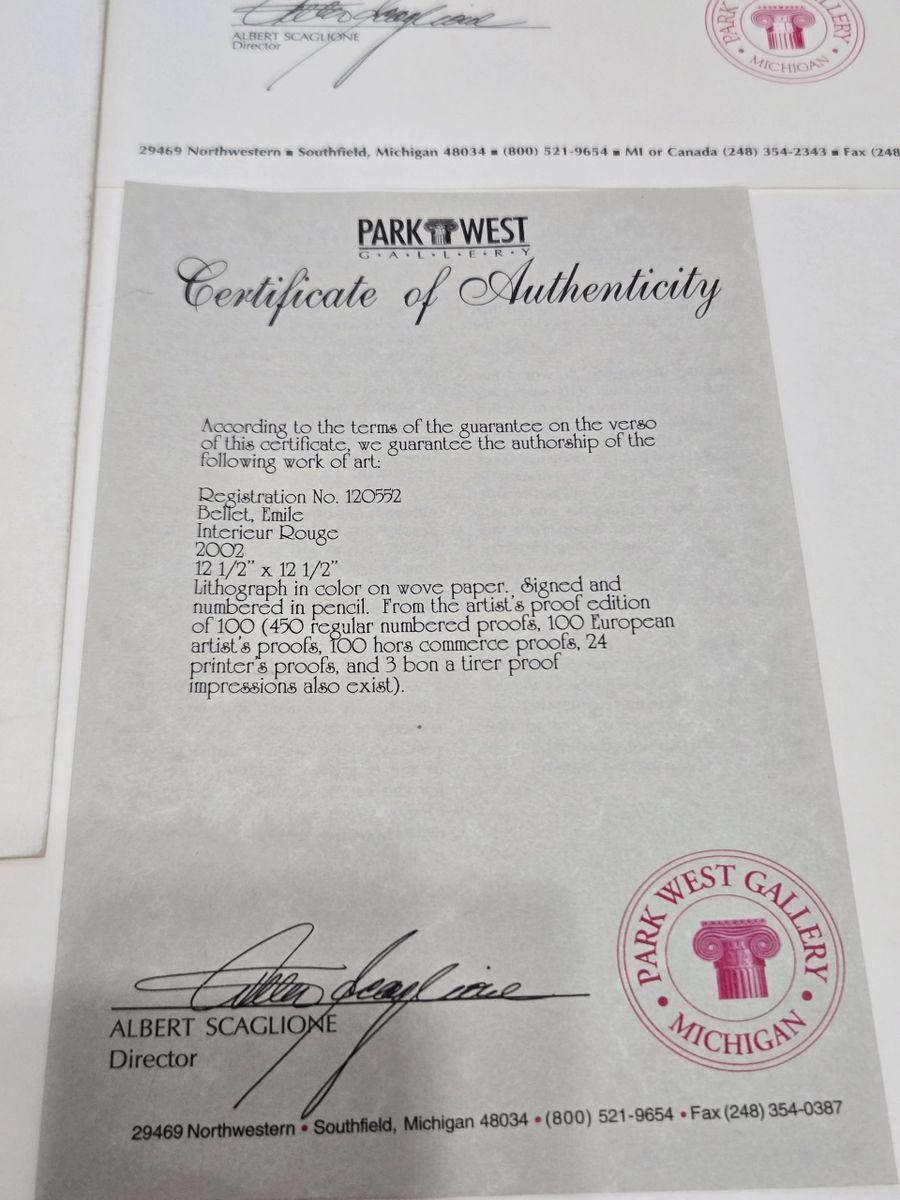 Albert Scaglione
ALBERT SCAGLIONE
Director
PARK WEST GALLERY
• MICHIGAN •
29469 Northwestern ■ Southfield, Michigan 48034 ■ (800) 521-9654 ■ MI or Canada (248) 354-2343 ■ Fax (248
PARK WEST
G·A·L·L·E·R·Y
Certificate of Authenticity
According to the terms of the guarantee on the verso
of this certificate, we guarantee the authorship of the
following work of art:
Registration No. 120552
Bellet, Emile
Interieur Rouge
2002
12 1/2" x 12 1/2"
Lithograph in color on wove paper., Signed and
numbered in pencil. From the artist's proof edition
of 100 (450 regular numbered proofs, 100 European
artist's proofs, 100 hors commerce proofs, 24
printer's proofs, and 3 bon a tirer proof
impressions also exist).
Albert Scaglione
ALBERT SCAGLIONE
Director
PARK WEST GALLERY
• MICHIGAN •
29469 Northwestern • Southfield, Michigan 48034 • (800) 521-9654 • Fax (248) 354-0387